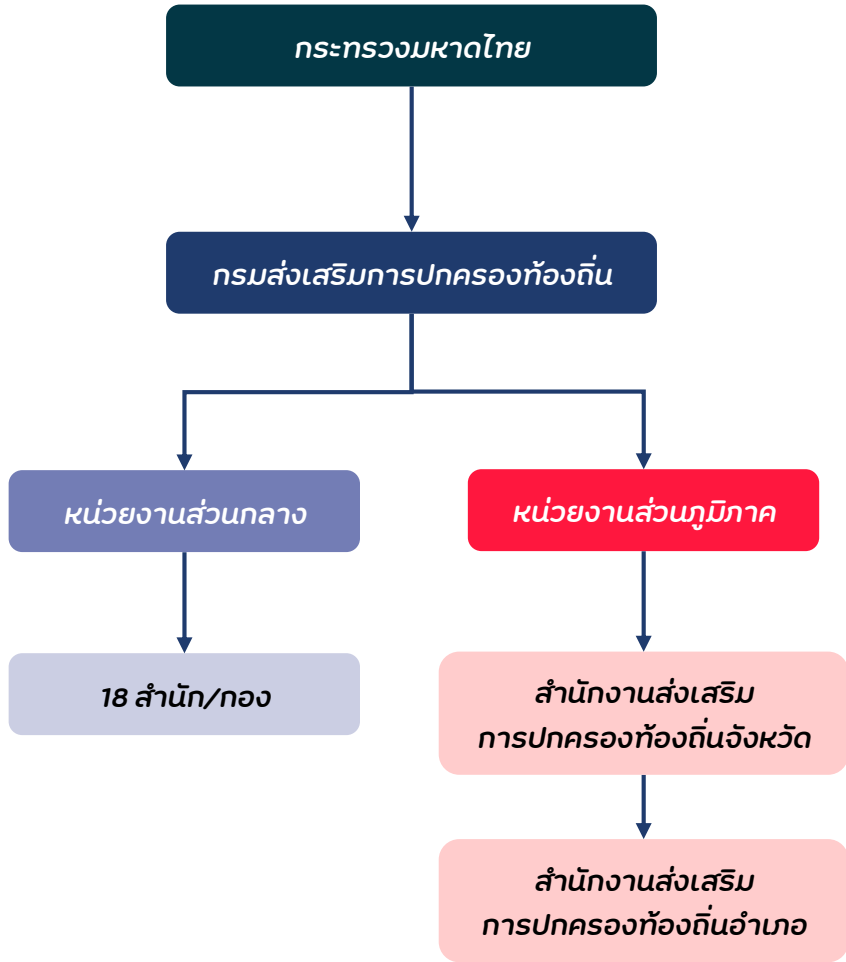 กระทรวงมหาดไทย
กรมส่งเสริมการปกครองท้องถิ่น
หน่วยงานส่วนกลาง
หน่วยงานส่วนภูมิภาค
18 สำนัก/กอง
สำนักงานส่งเสริม
การปกครองท้องถิ่นจังหวัด
สำนักงานส่งเสริม
การปกครองท้องถิ่นอำเภอ